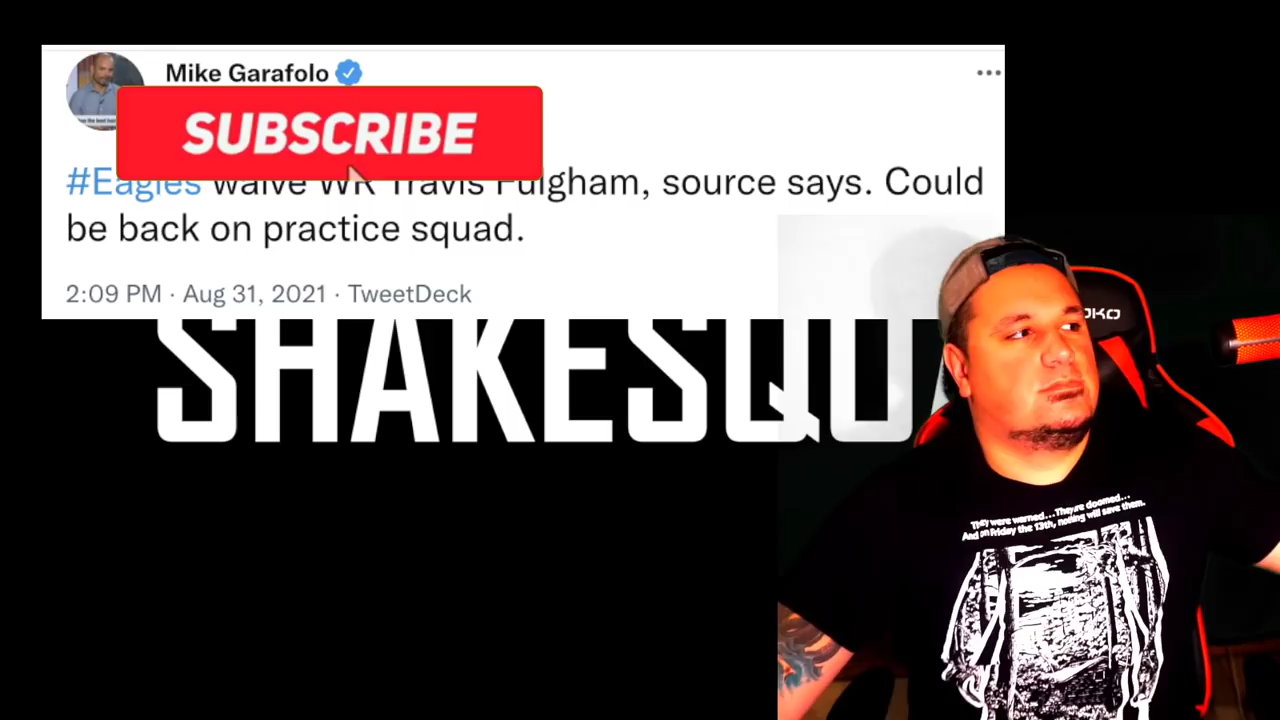 Mike Garafolo
SUBSCRIBE
#Eagles waive WR Travis Fulgham, source says. Could
be back on practice squad.
2:09 PM · Aug 31, 2021 · TweetDeck
SHAKESQU
OKO
They were warned...They're doomed...
And on Friday the 13th, nothing will save them.